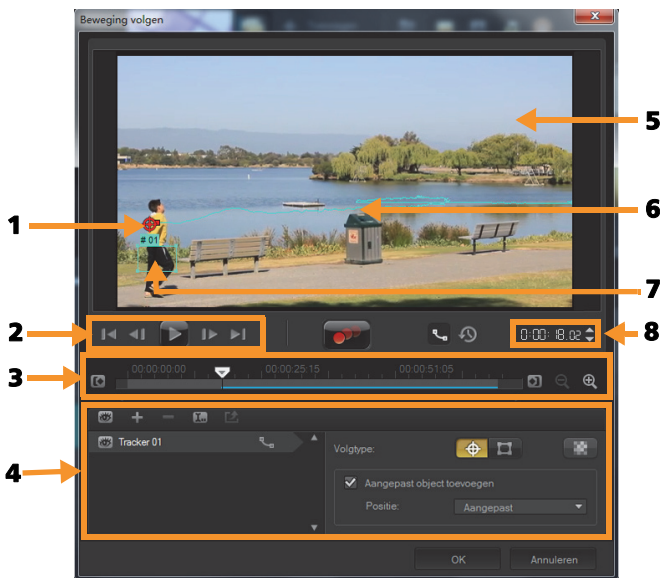 Beweging volgen
5
1
# 01
6
7
2
0:00:18.02
8
3
00:00:00:00
00:00:25:15
00:00:51:05
4
Tracker 01
Volgtype:
Aangepast object toevoegen
Positie:
Aangepast
OK
Annuleren